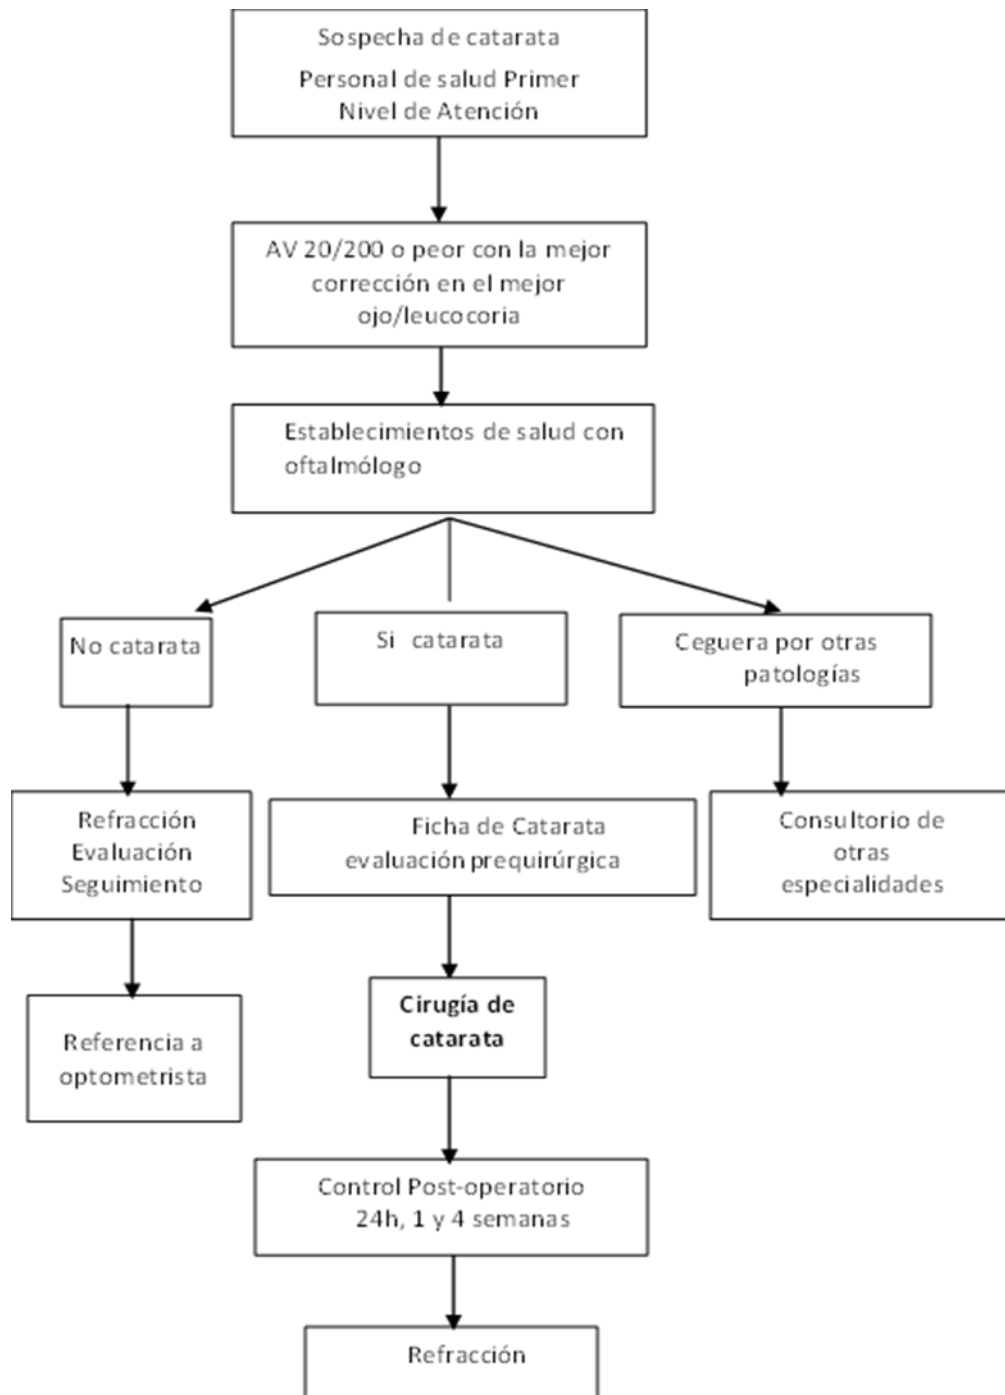 Sospecha de catarata
Personal de salud Primer
Nivel de Atención
AV 20/200 o peor con la mejor
corrección en el mejor
ojo/leucocoria
Establecimientos de salud con
oftalmólogo
No catarata
Si catarata
Ceguera por otras
patologías
Refracción
Evaluación
Seguimiento
Ficha de Catarata
evaluación prequirúrgica
Consultorio de
otras
especialidades
Referencia a
optometrista
Cirugía de
catarata
Control Post-operatorio
24h, 1 y 4 semanas
Refracción